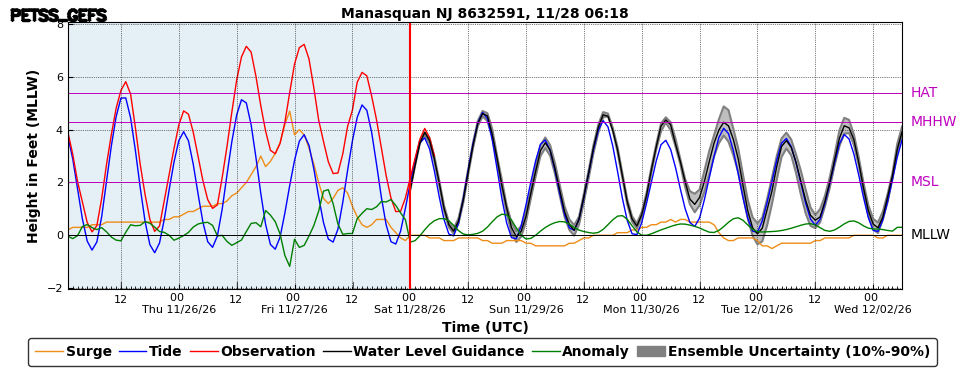 PETSS_GEFS
Manasquan NJ 8632591, 11/28 06:18
Height in Feet (MLLW)
8
6
4
2
0
−2
HAT
MHHW
MSL
MLLW
12 00 12 00 12 00 12 00 12 00 12 00 12 00
Thu 11/26/26 Fri 11/27/26 Sat 11/28/26 Sun 11/29/26 Mon 11/30/26 Tue 12/01/26 Wed 12/02/26
Time (UTC)
Surge Tide Observation Water Level Guidance Anomaly Ensemble Uncertainty (10%-90%)